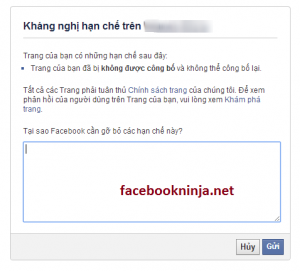 Kháng nghị hạn chế trên
Trang của bạn có những hạn chế sau đây:
• Trang của bạn đã bị không được công bố và không thể công bố lại.
Tất cả các Trang phải tuân thủ Chính sách trang của chúng tôi. Để xem
phản hồi của người dùng trên Trang của bạn, vui lòng xem Khám phá
trang.
Tại sao Facebook cần gỡ bỏ các hạn chế này?
facebookninja.net
Hủy Gửi